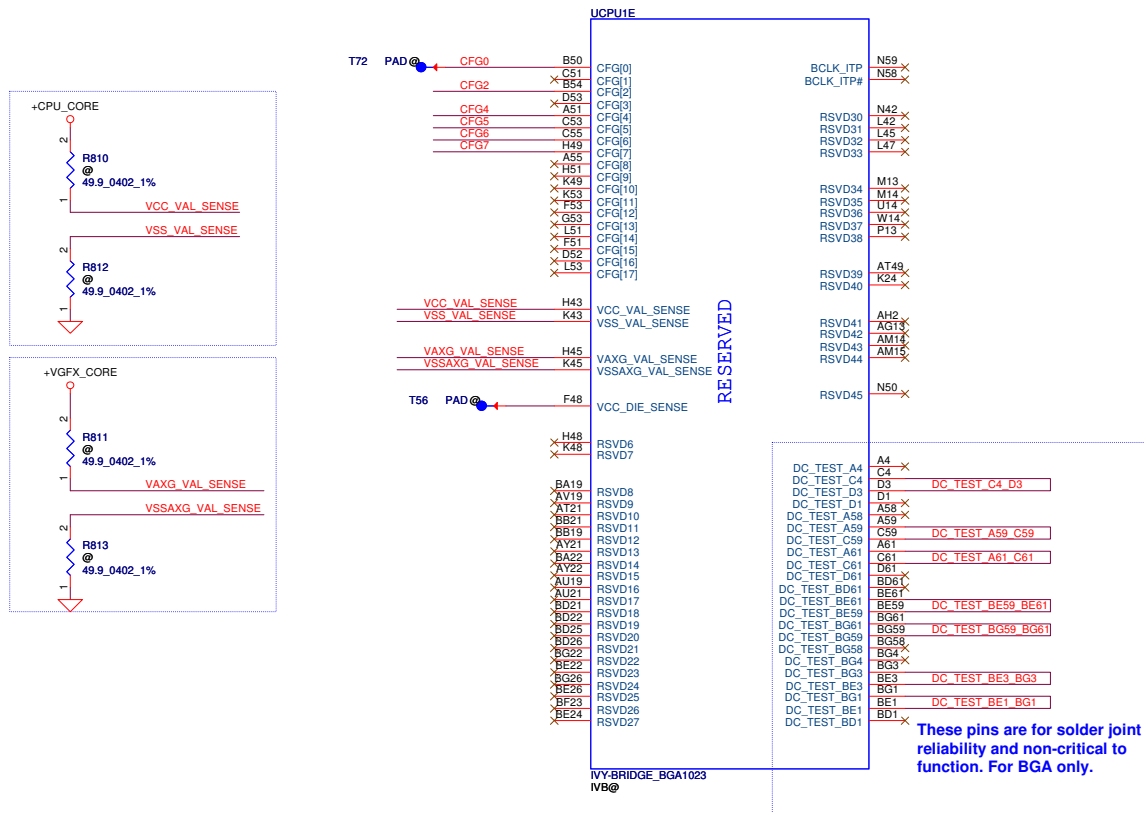 UCPU1E
T72 PAD @ CFG0 B50 CFG[0]
C51 CFG[1]
CFG2 B54 CFG[2]
D53 CFG[3]
CFG4 A51 CFG[4]
CFG5 C53 CFG[5]
CFG6 C55 CFG[6]
CFG7 H49 CFG[7]
A55 CFG[8]
H51 CFG[9]
K49 CFG[10]
K53 CFG[11]
F53 CFG[12]
G53 CFG[13]
L51 CFG[14]
F51 CFG[15]
D52 CFG[16]
L53 CFG[17]
VCC_VAL_SENSE H43 VCC_VAL_SENSE
VSS_VAL_SENSE K43 VSS_VAL_SENSE
VAXG_VAL_SENSE H45 VAXG_VAL_SENSE
VSSAXG_VAL_SENSE K45 VSSAXG_VAL_SENSE
T56 PAD @ F48 VCC_DIE_SENSE
H48 RSVD6
K48 RSVD7
BA19 RSVD8
AV19 RSVD9
AT21 RSVD10
BB21 RSVD11
BB19 RSVD12
AY21 RSVD13
BA22 RSVD14
AY22 RSVD15
AU19 RSVD16
AU21 RSVD17
BD21 RSVD18
BD22 RSVD19
BD25 RSVD20
BD26 RSVD21
BG22 RSVD22
BE22 RSVD23
BG26 RSVD24
BE26 RSVD25
BF23 RSVD26
BE24 RSVD27
RESERVED
BCLK_ITP N59
BCLK_ITP# N58
RSVD30 N42
RSVD31 L42
RSVD32 L45
RSVD33 L47
RSVD34 M13
RSVD35 M14
RSVD36 U14
RSVD37 W14
RSVD38 P13
RSVD39 AT49
RSVD40 K24
RSVD41 AH2
RSVD42 AG13
RSVD43 AM14
RSVD44 AM15
RSVD45 N50
DC_TEST_A4 A4
DC_TEST_C4 C4
DC_TEST_D3 D3 DC_TEST_C4_D3
DC_TEST_D1 D1
DC_TEST_A58 A58
DC_TEST_A59 A59
DC_TEST_C59 C59 DC_TEST_A59_C59
DC_TEST_A61 A61
DC_TEST_C61 C61 DC_TEST_A61_C61
DC_TEST_D61 D61
DC_TEST_BD61 BD61
DC_TEST_BE61 BE61
DC_TEST_BE59 BE59 DC_TEST_BE59_BE61
DC_TEST_BG61 BG61
DC_TEST_BG59 BG59 DC_TEST_BG59_BG61
DC_TEST_BG58 BG58
DC_TEST_BG4 BG4
DC_TEST_BG3 BG3
DC_TEST_BE3 BE3 DC_TEST_BE3_BG3
DC_TEST_BG1 BG1
DC_TEST_BE1 BE1 DC_TEST_BE1_BG1
DC_TEST_BD1 BD1
These pins are for solder joint
reliability and non-critical to
function. For BGA only.
IVY-BRIDGE_BGA1023
IVB@
+CPU_CORE
2
R810
@
49.9_0402_1%
1
VCC_VAL_SENSE
VSS_VAL_SENSE
2
R812
@
49.9_0402_1%
1
+VGFX_CORE
2
R811
@
49.9_0402_1%
1
VAXG_VAL_SENSE
VSSAXG_VAL_SENSE
2
R813
@
49.9_0402_1%
1